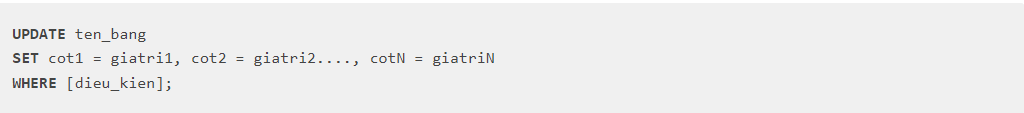 UPDATE ten_bang
SET cot1 = giatri1, cot2 = giatri2...., cotN = giatriN
WHERE [dieu_kien];